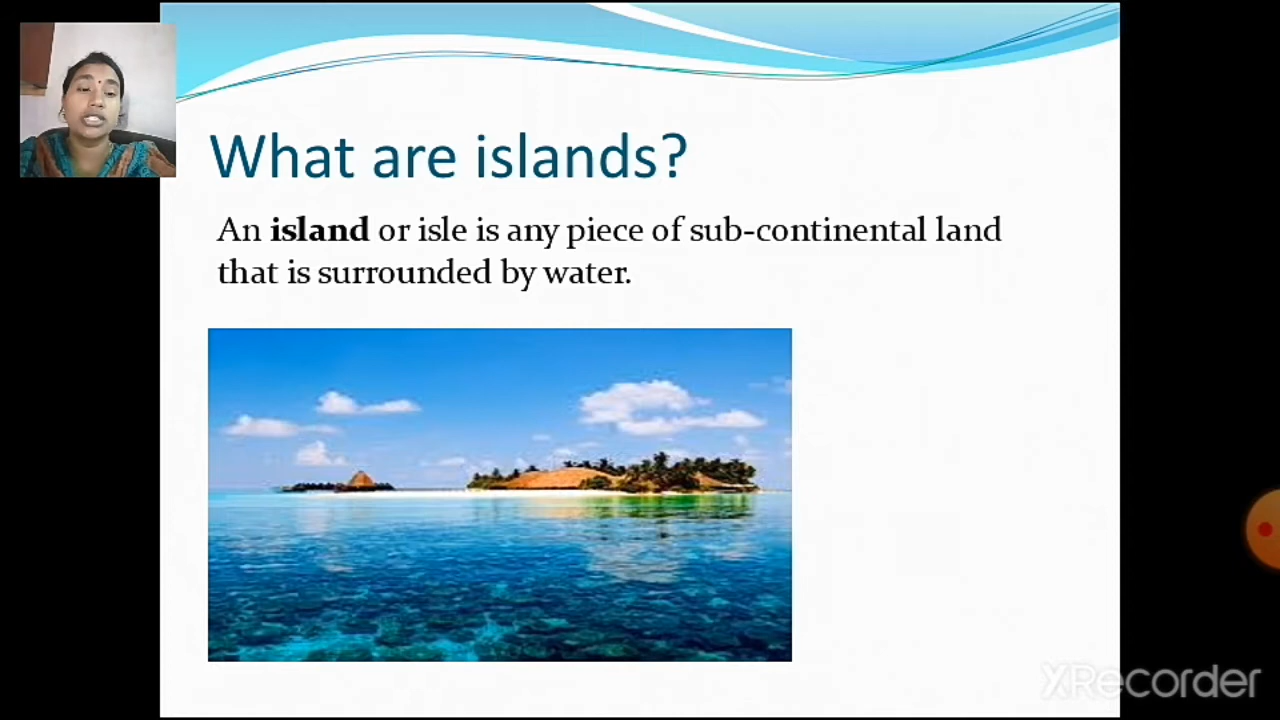 What are islands?
An island or isle is any piece of sub-continental land
that is surrounded by water.
XRecorder